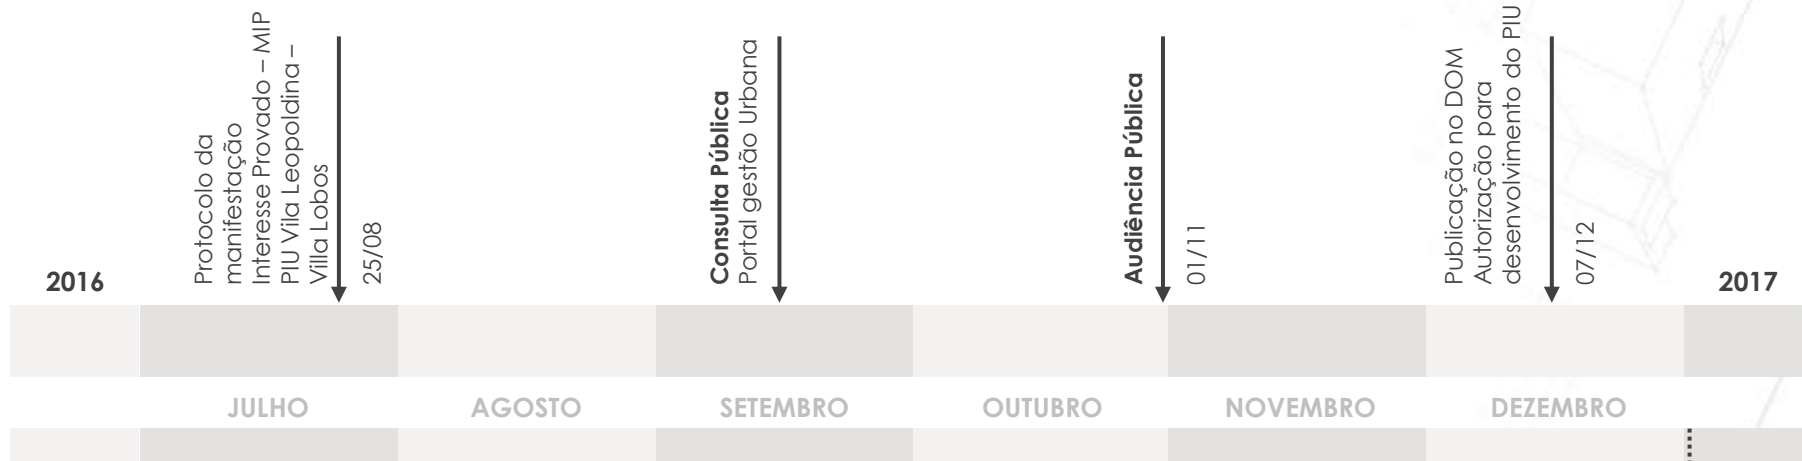 2016
Protocolo da
manifestação
Interesse Provado – MIP
PIU Vila Leopoldina –
Villa Lobos
25/08
Consulta Pública
Portal gestão Urbana
Audiência Pública
01/11
Publicação no DOM
Autorização para
desenvolvimento do PIU
07/12
2017
JULHO
AGOSTO
SETEMBRO
OUTUBRO
NOVEMBRO
DEZEMBRO